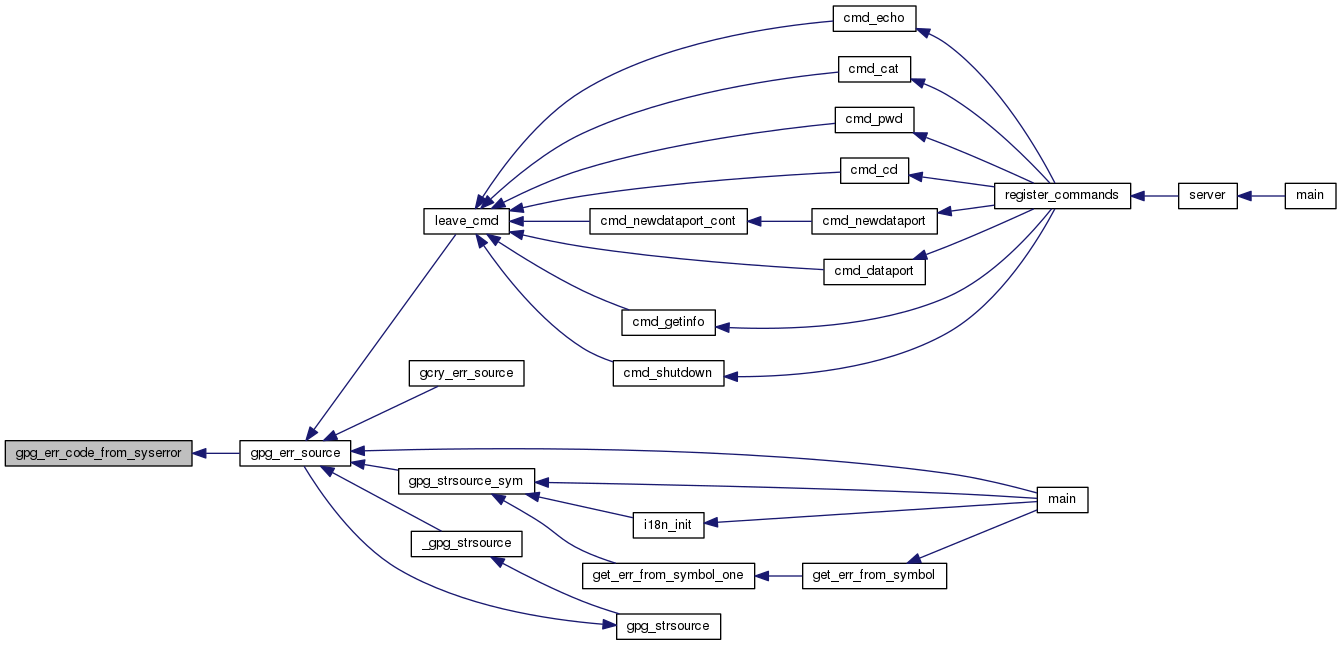 cmd_echo
cmd_cat
cmd_pwd
cmd_cd
register_commands
server
main
leave_cmd
cmd_newdataport_cont
cmd_newdataport
cmd_dataport
cmd_getinfo
cmd_shutdown
gcry_err_source
gpg_err_code_from_syserror
gpg_err_source
gpg_strsource_sym
main
i18n_init
_gpg_strsource
get_err_from_symbol_one
get_err_from_symbol
gpg_strsource